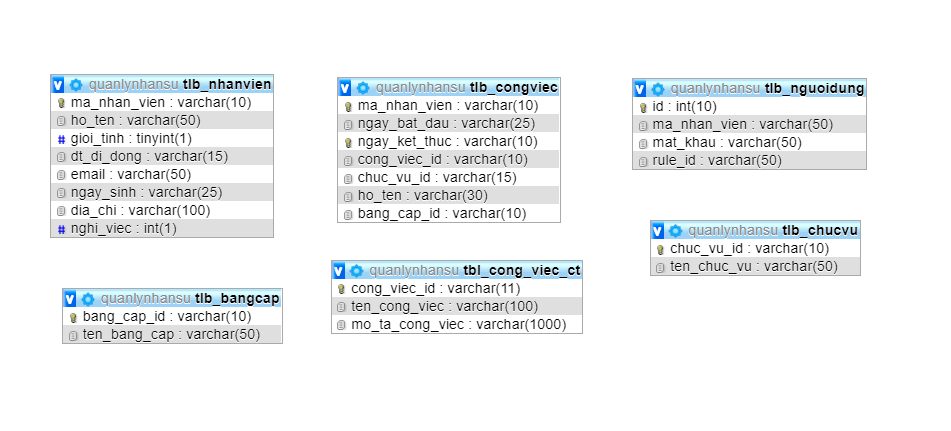 quanlynhansu tlb_nhanvien
ma_nhan_vien : varchar(10)
ho_ten : varchar(50)
gioi_tinh : tinyint(1)
dt_di_dong : varchar(15)
email : varchar(50)
ngay_sinh : varchar(25)
dia_chi : varchar(100)
nghi_viec : int(1)
quanlynhansu tlb_congviec
ma_nhan_vien : varchar(10)
ngay_bat_dau : varchar(25)
ngay_ket_thuc : varchar(10)
cong_viec_id : varchar(10)
chuc_vu_id : varchar(15)
ho_ten : varchar(30)
bang_cap_id : varchar(10)
quanlynhansu tlb_nguoidung
id : int(10)
ma_nhan_vien : varchar(50)
mat_khau : varchar(50)
rule_id : varchar(50)
quanlynhansu tlb_chucvu
chuc_vu_id : varchar(10)
ten_chuc_vu : varchar(50)
quanlynhansu tlb_bangcap
bang_cap_id : varchar(10)
ten_bang_cap : varchar(50)
quanlynhansu tbl_cong_viec_ct
cong_viec_id : varchar(11)
ten_cong_viec : varchar(100)
mo_ta_cong_viec : varchar(1000)